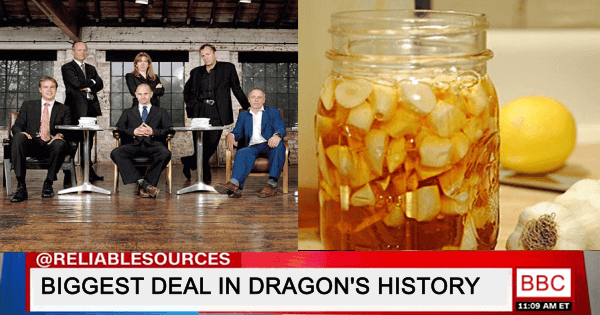 @RELIABLESOURCES
BIGGEST DEAL IN DRAGON'S HISTORY
BBC
11:09 AM ET